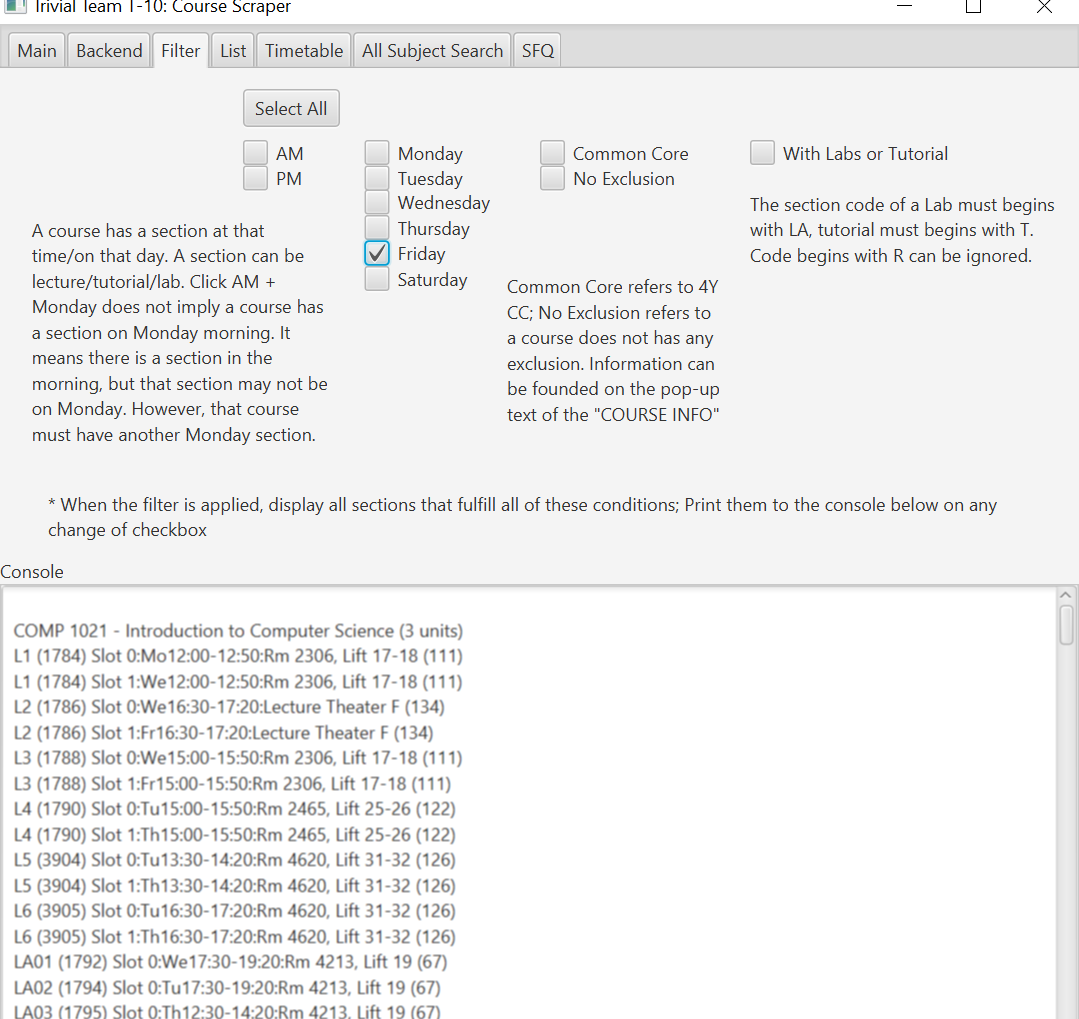 Trivial Team T-10: Course Scraper
Main
Backend
Filter
List
Timetable
All Subject Search
SFQ
Select All
AM
PM
Monday
Tuesday
Wednesday
Thursday
Friday
Saturday
Common Core
No Exclusion
With Labs or Tutorial
A course has a section at that
time/on that day. A section can be
lecture/tutorial/lab. Click AM +
Monday does not imply a course has
a section on Monday morning. It
means there is a section in the
morning, but that section may not be
on Monday. However, that course
must have another Monday section.
Common Core refers to 4Y
CC; No Exclusion refers to
a course does not has any
exclusion. Information can
be founded on the pop-up
text of the "COURSE INFO"
The section code of a Lab must begins
with LA, tutorial must begins with T.
Code begins with R can be ignored.
* When the filter is applied, display all sections that fulfill all of these conditions; Print them to the console below on any
change of checkbox
Console
COMP 1021 - Introduction to Computer Science (3 units)
L1 (1784) Slot 0:Mo12:00-12:50:Rm 2306, Lift 17-18 (111)
L1 (1784) Slot 1:We12:00-12:50:Rm 2306, Lift 17-18 (111)
L2 (1786) Slot 0:We16:30-17:20:Lecture Theater F (134)
L2 (1786) Slot 1:Fr16:30-17:20:Lecture Theater F (134)
L3 (1788) Slot 0:We15:00-15:50:Rm 2306, Lift 17-18 (111)
L3 (1788) Slot 1:Fr15:00-15:50:Rm 2306, Lift 17-18 (111)
L4 (1790) Slot 0:Tu15:00-15:50:Rm 2465, Lift 25-26 (122)
L4 (1790) Slot 1:Th15:00-15:50:Rm 2465, Lift 25-26 (122)
L5 (3904) Slot 0:Tu13:30-14:20:Rm 4620, Lift 31-32 (126)
L5 (3904) Slot 1:Th13:30-14:20:Rm 4620, Lift 31-32 (126)
L6 (3905) Slot 0:Tu16:30-17:20:Rm 4620, Lift 31-32 (126)
L6 (3905) Slot 1:Th16:30-17:20:Rm 4620, Lift 31-32 (126)
LA01 (1792) Slot 0:We17:30-19:20:Rm 4213, Lift 19 (67)
LA02 (1794) Slot 0:Tu17:30-19:20:Rm 4213, Lift 19 (67)
LA03 (1795) Slot 0:Th12:30-14:20:Rm 4213, Lift 19 (67)